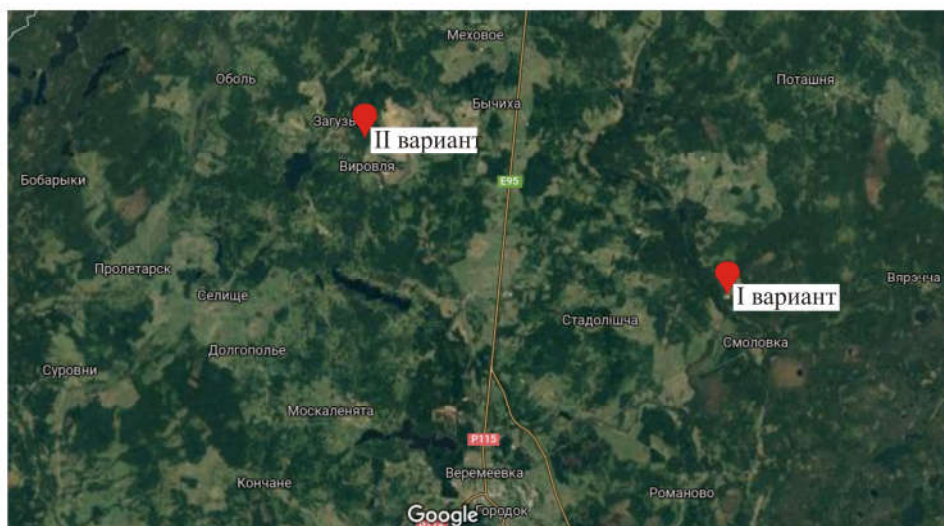 Меховое
Оболь
Поташня
Бычиха
Загузь
II вариант
Вировля
Бобарыки
E95
Пролетарск
Вярэчча
Селище
I вариант
Стадолішча
Смоловка
Долгополье
Суровни
Москаленята
P115
Веремеевка
Кончане
Романово
Google
Городок